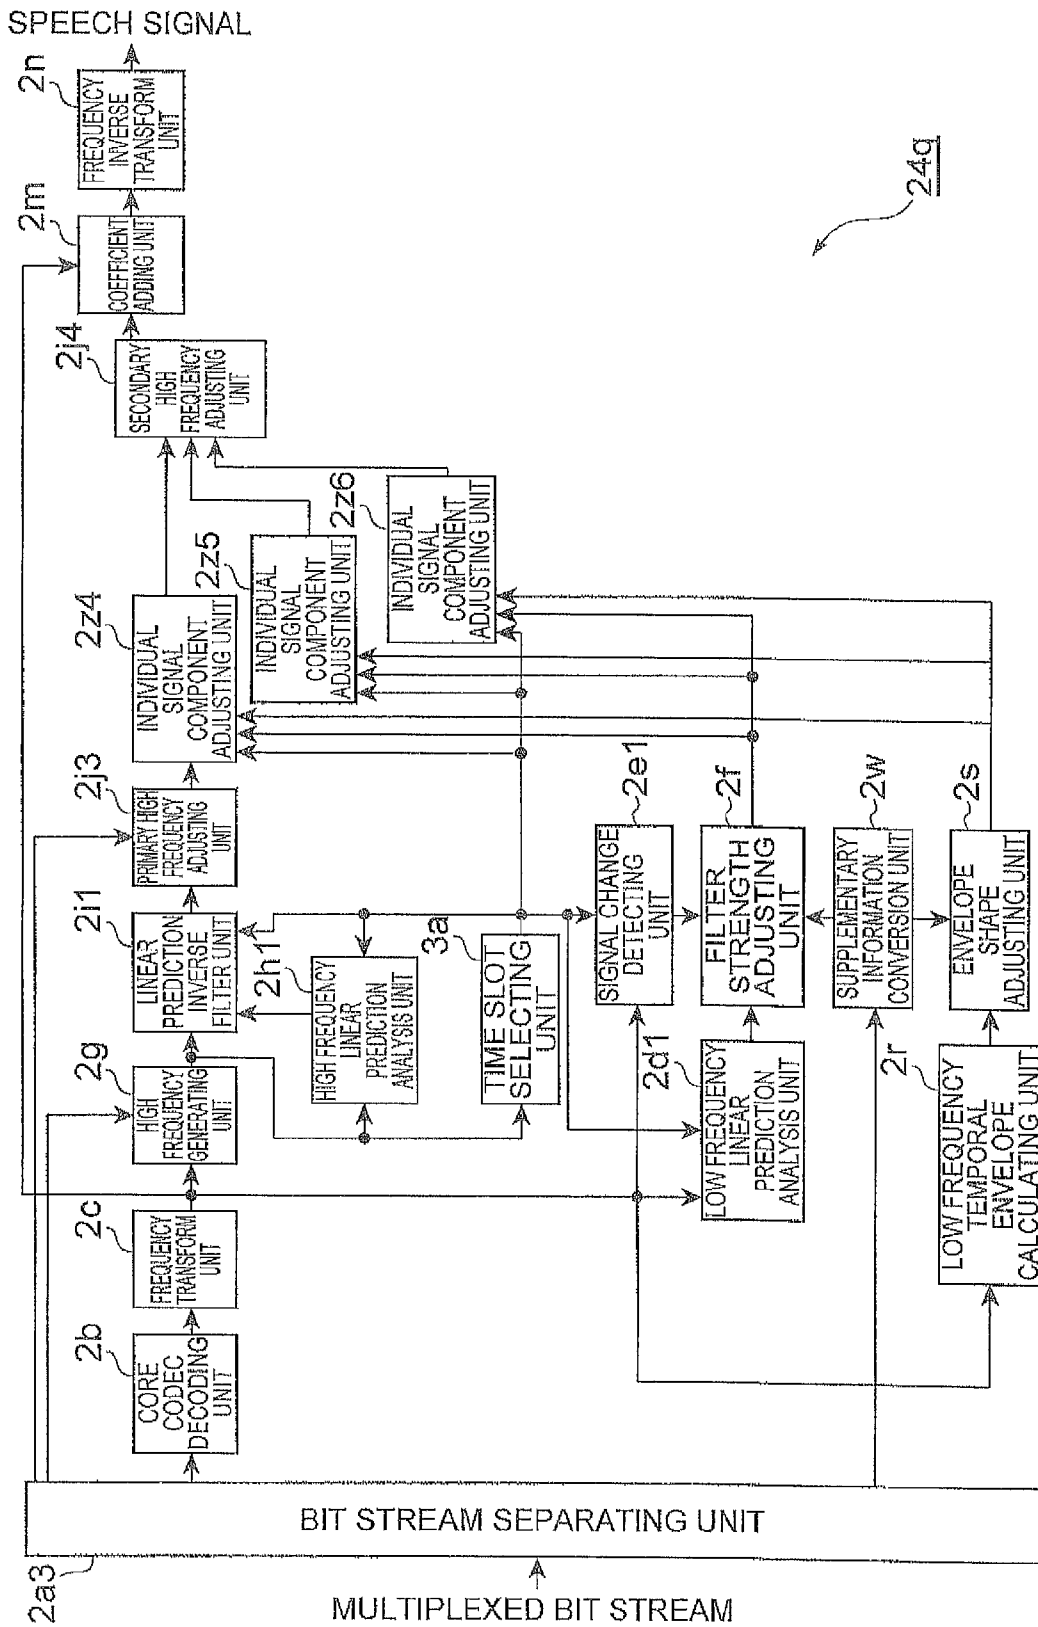 SPEECH SIGNAL
2n
FREQUENCY
INVERSE
TRANSFORM
UNIT
2m
COEFFICIENT
ADDING UNIT
2j4
SECONDARY
HIGH
FREQUENCY
ADJUSTING
UNIT
24q
2z4
INDIVIDUAL
SIGNAL
COMPONENT
ADJUSTING UNIT
2z5
INDIVIDUAL
SIGNAL
COMPONENT
ADJUSTING UNIT
2z6
INDIVIDUAL
SIGNAL
COMPONENT
ADJUSTING UNIT
2j3
PRIMARY HIGH
FREQUENCY
ADJUSTING
UNIT
2i1
LINEAR
PREDICTION
INVERSE
FILTER UNIT
2h1
HIGH FREQUENCY
LINEAR
PREDICTION
ANALYSIS UNIT
3a
TIME SLOT
SELECTING
UNIT
2e1
SIGNAL CHANGE
DETECTING
UNIT
2f
FILTER
STRENGTH
ADJUSTING
UNIT
2w
SUPPLEMENTARY
INFORMATION
CONVERSION UNIT
2s
ENVELOPE
SHAPE
ADJUSTING UNIT
2g
HIGH
FREQUENCY
GENERATING
UNIT
2d1
LOW FREQUENCY
LINEAR
PREDICTION
ANALYSIS UNIT
2r
LOW FREQUENCY
TEMPORAL
ENVELOPE
CALCULATING UNIT
2c
FREQUENCY
TRANSFORM
UNIT
2b
CORE
CODEC
DECODING
UNIT
BIT STREAM SEPARATING UNIT
2a3
MULTIPLEXED BIT STREAM